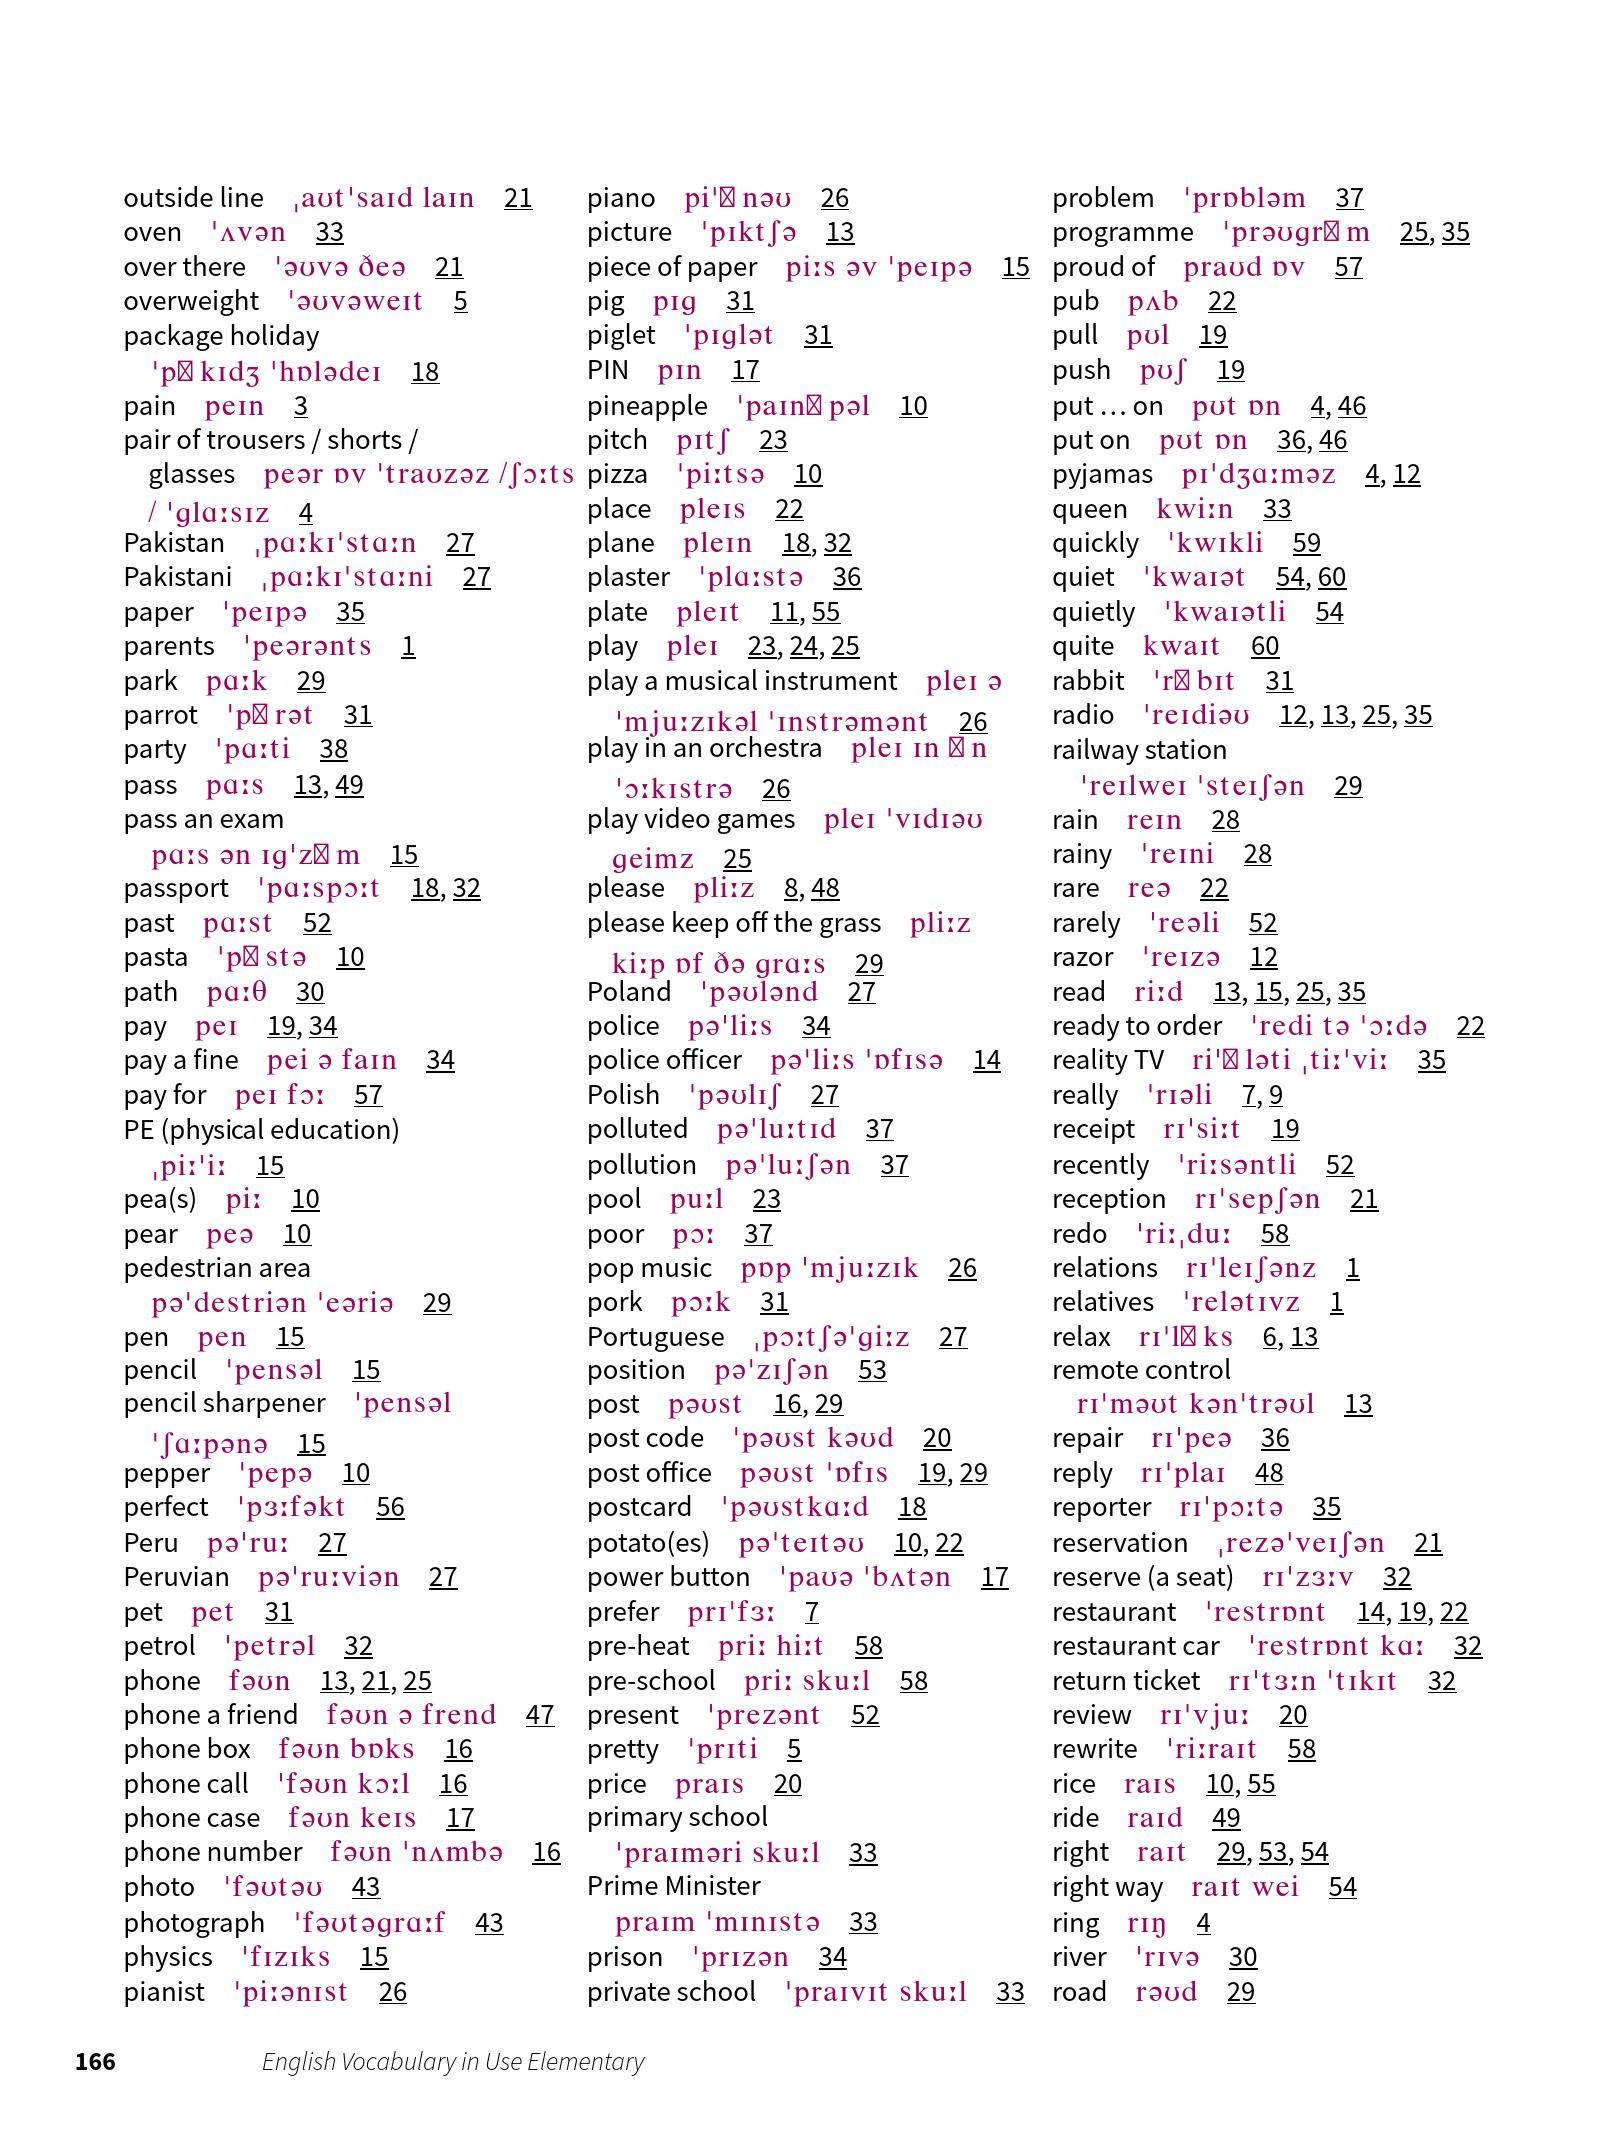 outside line ˌaʊtˈsaɪd laɪn 21
oven ˈʌvən 33
over there ˈəʊvə ðeə 21
overweight ˈəʊvəweɪt 5
package holiday
ˈp kɪdʒ ˈhɒlədeɪ 18
pain peɪn 3
pair of trousers / shorts /
glasses peər ɒv ˈtraʊzəz /ʃɔːts
/ ˈglɑːsɪz 4
Pakistan ˌpɑːkɪˈstɑːn 27
Pakistani ˌpɑːkɪˈstɑːni 27
paper ˈpeɪpə 35
parents ˈpeərənts 1
park pɑːk 29
parrot ˈp rət 31
party ˈpɑːti 38
pass pɑːs 13, 49
pass an exam
pɑːs ən ɪgˈz m 15
passport ˈpɑːspɔːt 18, 32
past pɑːst 52
pasta ˈp stə 10
path pɑːθ 30
pay peɪ 19, 34
pay a fine pei ə faɪn 34
pay for peɪ fɔː 57
PE (physical education)
ˌpiːˈiː 15
pea(s) piː 10
pear peə 10
pedestrian area
pəˈdestriən ˈeəriə 29
pen pen 15
pencil ˈpensəl 15
pencil sharpener ˈpensəl
ˈʃɑːpənə 15
pepper ˈpepə 10
perfect ˈpɜːfəkt 56
Peru pəˈruː 27
Peruvian pəˈruːviən 27
pet pet 31
petrol ˈpetrəl 32
phone fəʊn 13, 21, 25
phone a friend fəʊn ə frend 47
phone box fəʊn bɒks 16
phone call ˈfəʊn kɔːl 16
phone case fəʊn keɪs 17
phone number fəʊn ˈnʌmbə 16
photo ˈfəʊtəʊ 43
photograph ˈfəʊtəgrɑːf 43
physics ˈfɪzɪks 15
pianist ˈpiːənɪst 26
piano piˈ nəʊ 26
picture ˈpɪktʃə 13
piece of paper piːs əv ˈpeɪpə 15
pig pɪg 31
piglet ˈpɪglət 31
PIN pɪn 17
pineapple ˈpaɪn pəl 10
pitch pɪtʃ 23
pizza ˈpiːtsə 10
place pleɪs 22
plane pleɪn 18, 32
plaster ˈplɑːstə 36
plate pleɪt 11, 55
play pleɪ 23, 24, 25
play a musical instrument pleɪ ə
ˈmjuːzɪkəl ˈɪnstrəmənt 26
play in an orchestra pleɪ ɪn n
ˈɔːkɪstrə 26
play video games pleɪ ˈvɪdɪəʊ
geimz 25
please pliːz 8, 48
please keep off the grass pliːz
kiːp ɒf ðə grɑːs 29
Poland ˈpəʊlənd 27
police pəˈliːs 34
police officer pəˈliːs ˈɒfɪsə 14
Polish ˈpəʊlɪʃ 27
polluted pəˈluːtɪd 37
pollution pəˈluːʃən 37
pool puːl 23
poor pɔː 37
pop music pɒp ˈmjuːzɪk 26
pork pɔːk 31
Portuguese ˌpɔːtʃəˈgiːz 27
position pəˈzɪʃən 53
post pəʊst 16, 29
post code ˈpəʊst kəʊd 20
post office pəʊst ˈɒfɪs 19, 29
postcard ˈpəʊstkɑːd 18
potato(es) pəˈteɪtəʊ 10, 22
power button ˈpaʊə ˈbʌtən 17
prefer prɪˈfɜː 7
pre-heat priː hiːt 58
pre-school priː skuːl 58
present ˈprezənt 52
pretty ˈprɪti 5
price praɪs 20
primary school
ˈpraɪməri skuːl 33
Prime Minister
praɪm ˈmɪnɪstə 33
prison ˈprɪzən 34
private school ˈpraɪvɪt skuːl 33
problem ˈprɒbləm 37
programme ˈprəʊgr m 25, 35
proud of praʊd ɒv 57
pub pʌb 22
pull pʊl 19
push pʊʃ 19
put … on pʊt ɒn 4, 46
put on pʊt ɒn 36, 46
pyjamas pɪˈdʒɑːməz 4, 12
queen kwiːn 33
quickly ˈkwɪkli 59
quiet ˈkwaɪət 54, 60
quietly ˈkwaɪətli 54
quite kwaɪt 60
rabbit ˈr bɪt 31
radio ˈreɪdiəʊ 12, 13, 25, 35
railway station
ˈreɪlweɪ ˈsteɪʃən 29
rain reɪn 28
rainy ˈreɪni 28
rare reə 22
rarely ˈreəli 52
razor ˈreɪzə 12
read riːd 13, 15, 25, 35
ready to order ˈredi tə ˈɔːdə 22
reality TV riˈ ləti ˌtiːˈviː 35
really ˈrɪəli 7, 9
receipt rɪˈsiːt 19
recently ˈriːsəntli 52
reception rɪˈsepʃən 21
redo ˈriːˌduː 58
relations rɪˈleɪʃənz 1
relatives ˈrelətɪvz 1
relax rɪˈl ks 6, 13
remote control
rɪˈməʊt kənˈtrəʊl 13
repair rɪˈpeə 36
reply rɪˈplaɪ 48
reporter rɪˈpɔːtə 35
reservation ˌrezəˈveɪʃən 21
reserve (a seat) rɪˈzɜːv 32
restaurant ˈrestrɒnt 14, 19, 22
restaurant car ˈrestrɒnt kɑː 32
return ticket rɪˈtɜːn ˈtɪkɪt 32
review rɪˈvjuː 20
rewrite ˈriːraɪt 58
rice raɪs 10, 55
ride raɪd 49
right raɪt 29, 53, 54
right way raɪt wei 54
ring rɪŋ 4
river ˈrɪvə 30
road rəʊd 29
166 English Vocabulary in Use Elementary